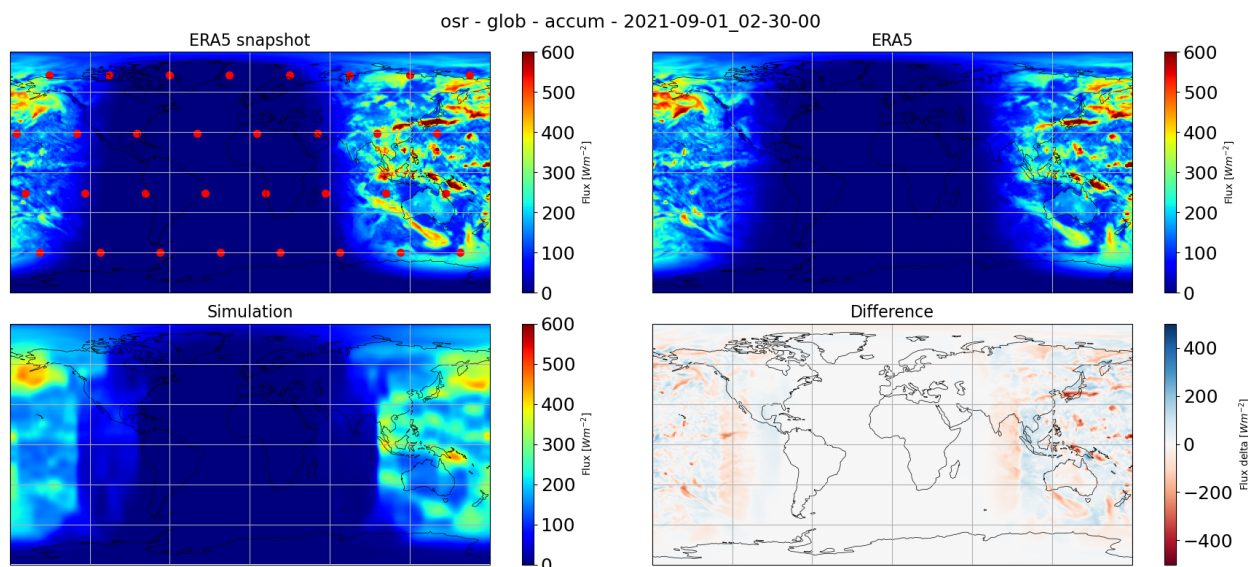 osr - glob - accum - 2021-09-01_02-30-00
ERA5 snapshot
600
500
400
300
200
100
0
Flux [Wm⁻²]
ERA5
600
500
400
300
200
100
0
Flux [Wm⁻²]
Simulation
600
500
400
300
200
100
0
Flux [Wm⁻²]
Difference
400
200
0
−200
−400
Flux delta [Wm⁻²]